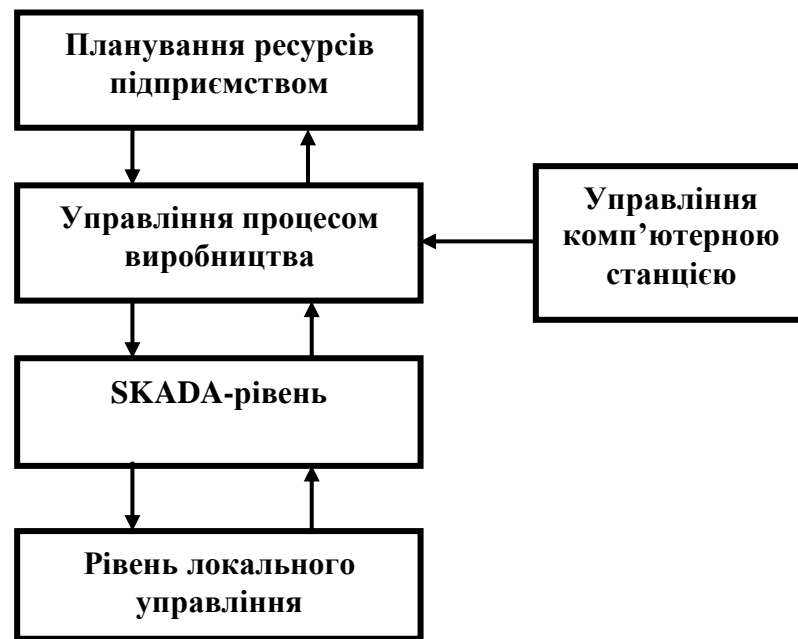 Планування ресурсів
підприємством
Управління процесом
виробництва
Управління
комп’ютерною
станцією
SKADA-рівень
Рівень локального
управління